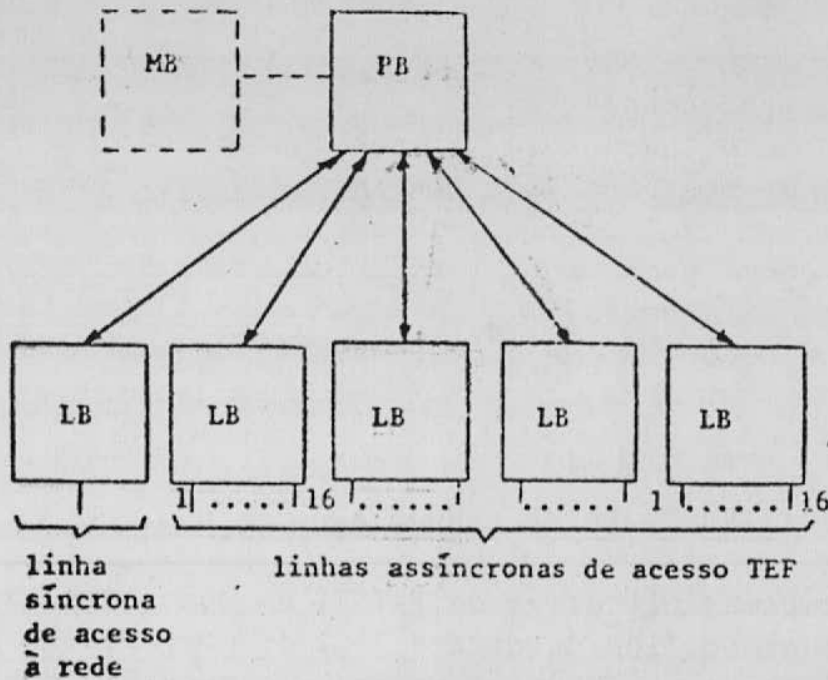 MB PB
LB LB LB LB LB
1 ...... 16 ...... ...... 1 ...... 16
linha linhas assíncronas de acesso TEF
síncrona
de acesso
à rede